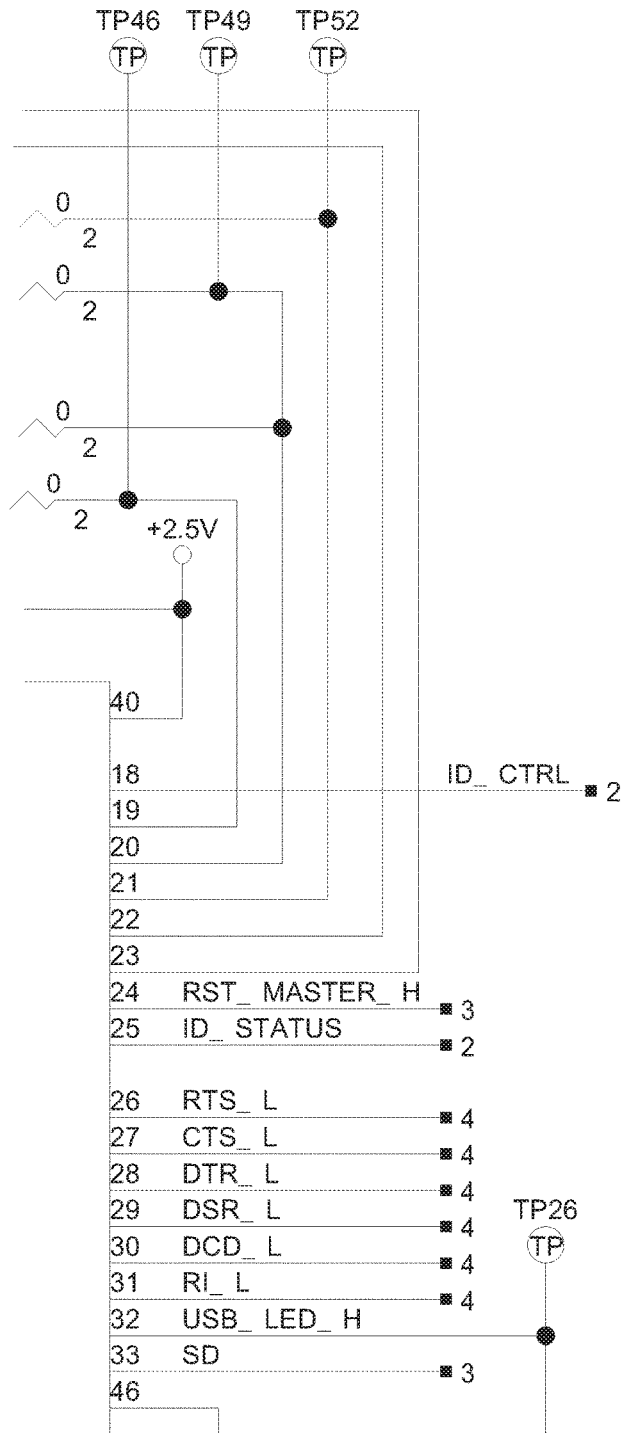 TP46 TP49 TP52
TP TP TP
0
2
0
2
0
2
0
2
+2.5V
40
18 ID_ CTRL 2
19
20
21
22
23
24 RST_ MASTER_ H 3
25 ID_ STATUS 2
26 RTS_ L 4
27 CTS_ L 4
28 DTR_ L 4
29 DSR_ L 4
30 DCD_ L 4
31 RI_ L 4
TP26
TP
32 USB_ LED_ H
33 SD 3
46